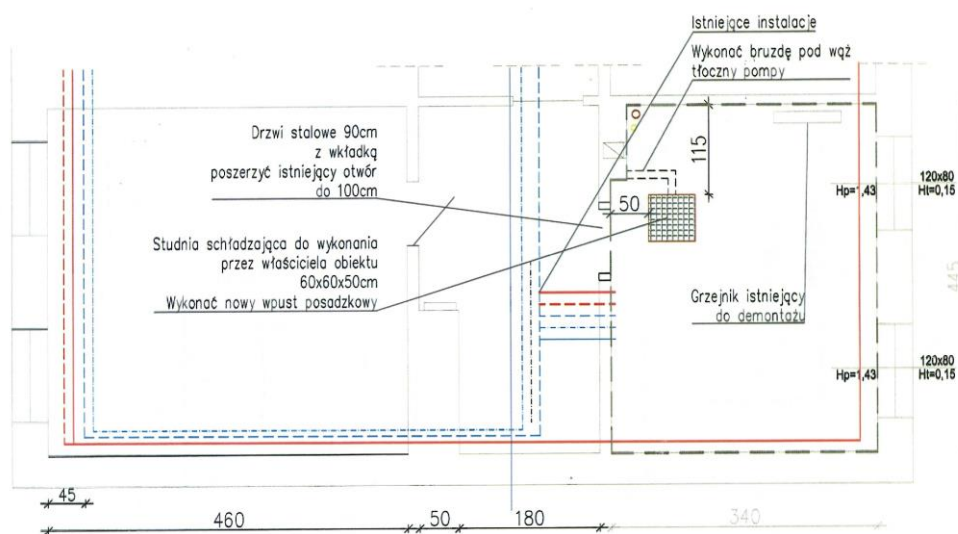 Istniejące instalacje
Wykonać bruzdę pod wąż
tłoczny pompy
Drzwi stalowe 90cm
z wkładką
poszerzyć istniejący otwór
do 100cm
115
120x80
Hp=1,43
Ht=0,15
50
Studnia schładzająca do wykonania
przez właściciela obiektu
60x60x50cm
Wykonać nowy wpust posadzkowy
445
Grzejnik istniejący
do demontażu
120x80
Hp=1,43
Ht=0,15
45
460
50
180
340